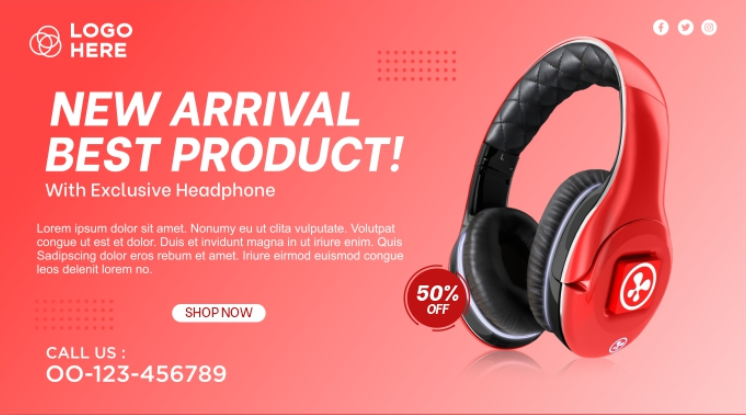 LOGO
HERE
NEW ARRIVAL
BEST PRODUCT!
With Exclusive Headphone
Lorem ipsum dolor sit amet. Nonumy eu ut clita vulputate. Volutpat
congue ut est et dolor. Duis et invidunt magna in ut iriure enim. Quis
Sadipscing dolor eros rebum et amet. Iriure eirmod euismod congue
leos delenit lorem no.
50%
OFF
SHOP NOW
CALL US :
OO-123-456789